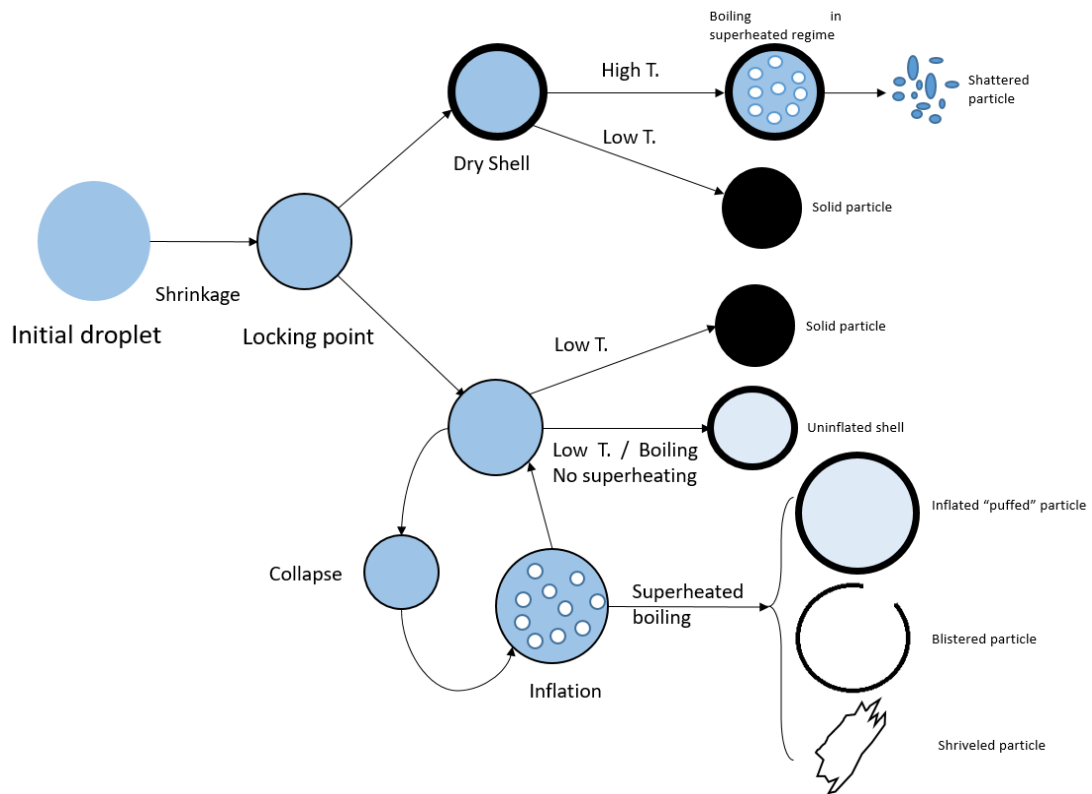 Boiling in
superheated regime
High T.
Shattered
particle
Low T.
Dry Shell
Solid particle
Shrinkage
Initial droplet
Locking point
Solid particle
Low T.
Uninflated shell
Low T. / Boiling
No superheating
Inflated “puffed” particle
Collapse
Superheated
boiling
Blistered particle
Inflation
Shriveled particle